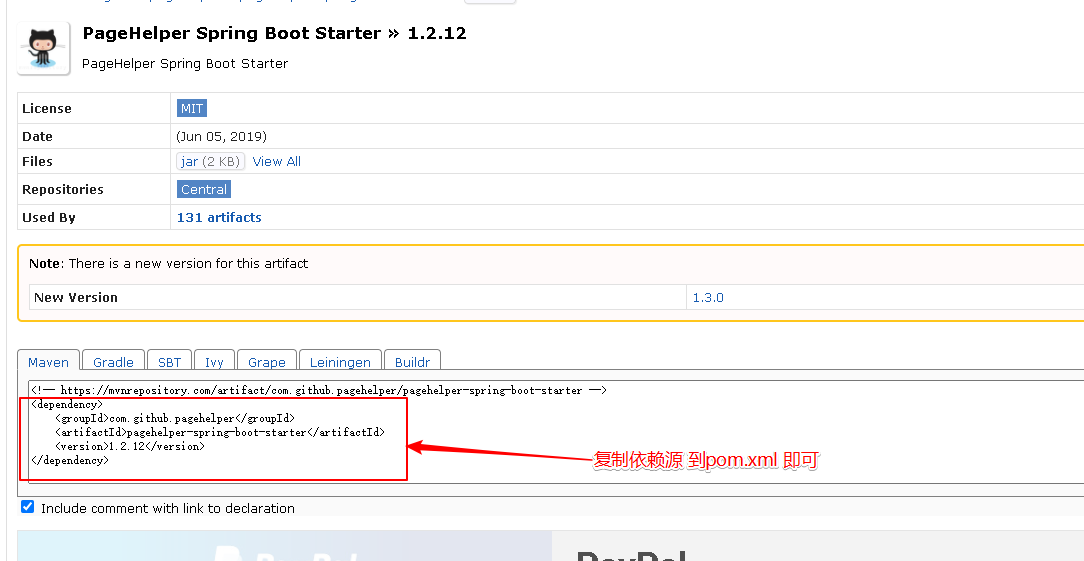 PageHelper Spring Boot Starter » 1.2.12
PageHelper Spring Boot Starter
License MIT
Date (Jun 05, 2019)
Files jar (2 KB) View All
Repositories Central
Used By 131 artifacts
Note: There is a new version for this artifact
New Version 1.3.0
Maven Gradle SBT Ivy Grape Leiningen Buildr
<!-- https://mvnrepository.com/artifact/com.github.pagehelper/pagehelper-spring-boot-starter -->
<dependency>
    <groupId>com.github.pagehelper</groupId>
    <artifactId>pagehelper-spring-boot-starter</artifactId>
    <version>1.2.12</version>
</dependency>
复制依赖源 到pom.xml 即可
Include comment with link to declaration